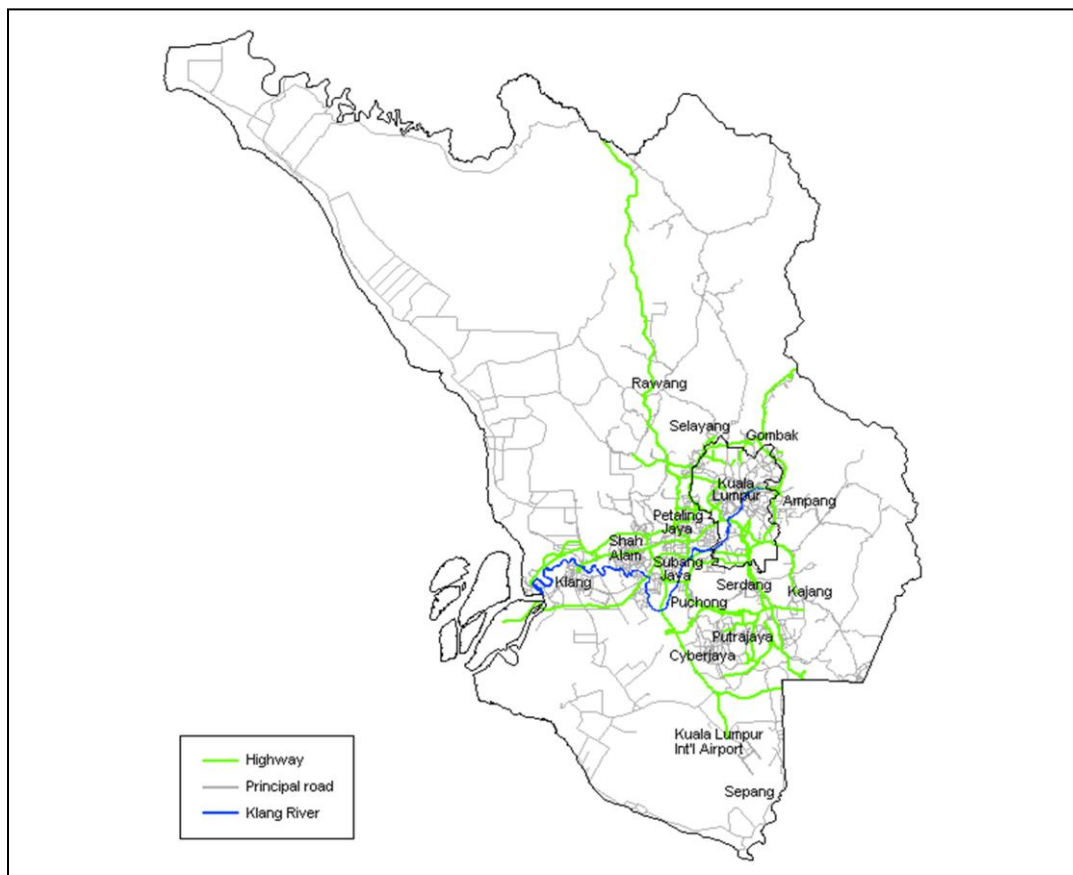 Rawang
Selayang
Gombak
Kuala
Lumpur
Ampang
Petaling
Jaya
Shah
Alam
Subang
Jaya
Klang
Serdang
Kajang
Puchong
Putrajaya
Cyberjaya
Kuala Lumpur
Int'l Airport
Sepang
Highway
Principal road
Klang River